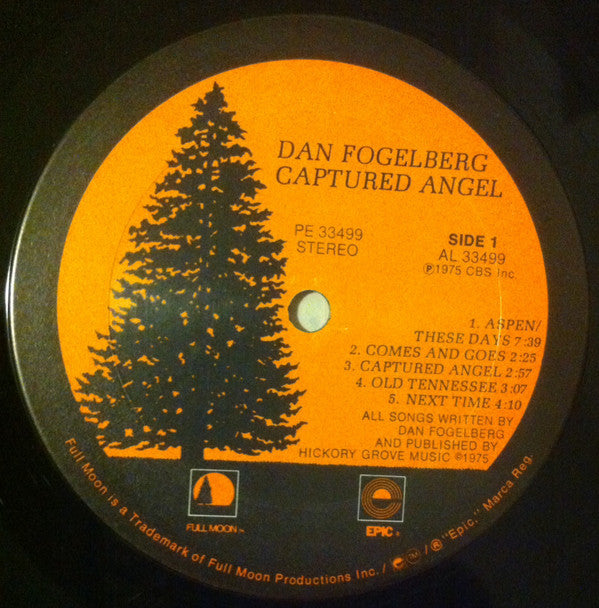 DAN FOGELBERG
CAPTURED ANGEL
PE 33499
STEREO
SIDE 1
AL 33499
℗1975 CBS Inc.
1. ASPEN/
THESE DAYS 7:39
2. COMES AND GOES 2:25
3. CAPTURED ANGEL 2:57
4. OLD TENNESSEE 3:07
5. NEXT TIME 4:10
ALL SONGS WRITTEN BY
DAN FOGELBERG
AND PUBLISHED BY
HICKORY GROVE MUSIC ©1975
FULL MOON™
EPIC ®
Full Moon is a Trademark of Full Moon Productions Inc. / ® "Epic," Marca Reg.